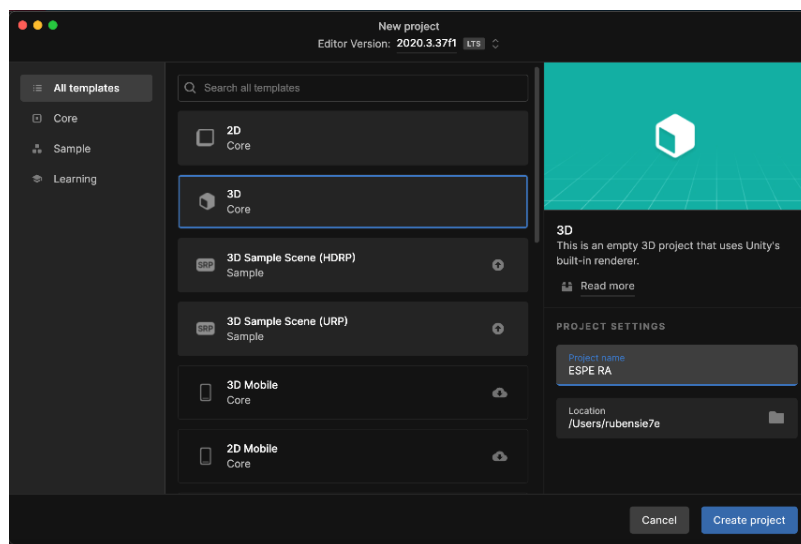 New project
Editor Version: 2020.3.37f1 LTS
All templates
Core
Sample
Learning
Search all templates
2D
Core
3D
Core
SRP
3D Sample Scene (HDRP)
Sample
SRP
3D Sample Scene (URP)
Sample
3D Mobile
Core
2D Mobile
Core
3D
This is an empty 3D project that uses Unity's
built-in renderer.
Read more
PROJECT SETTINGS
Project name
ESPE RA
Location
/Users/rubensie7e
Cancel
Create project